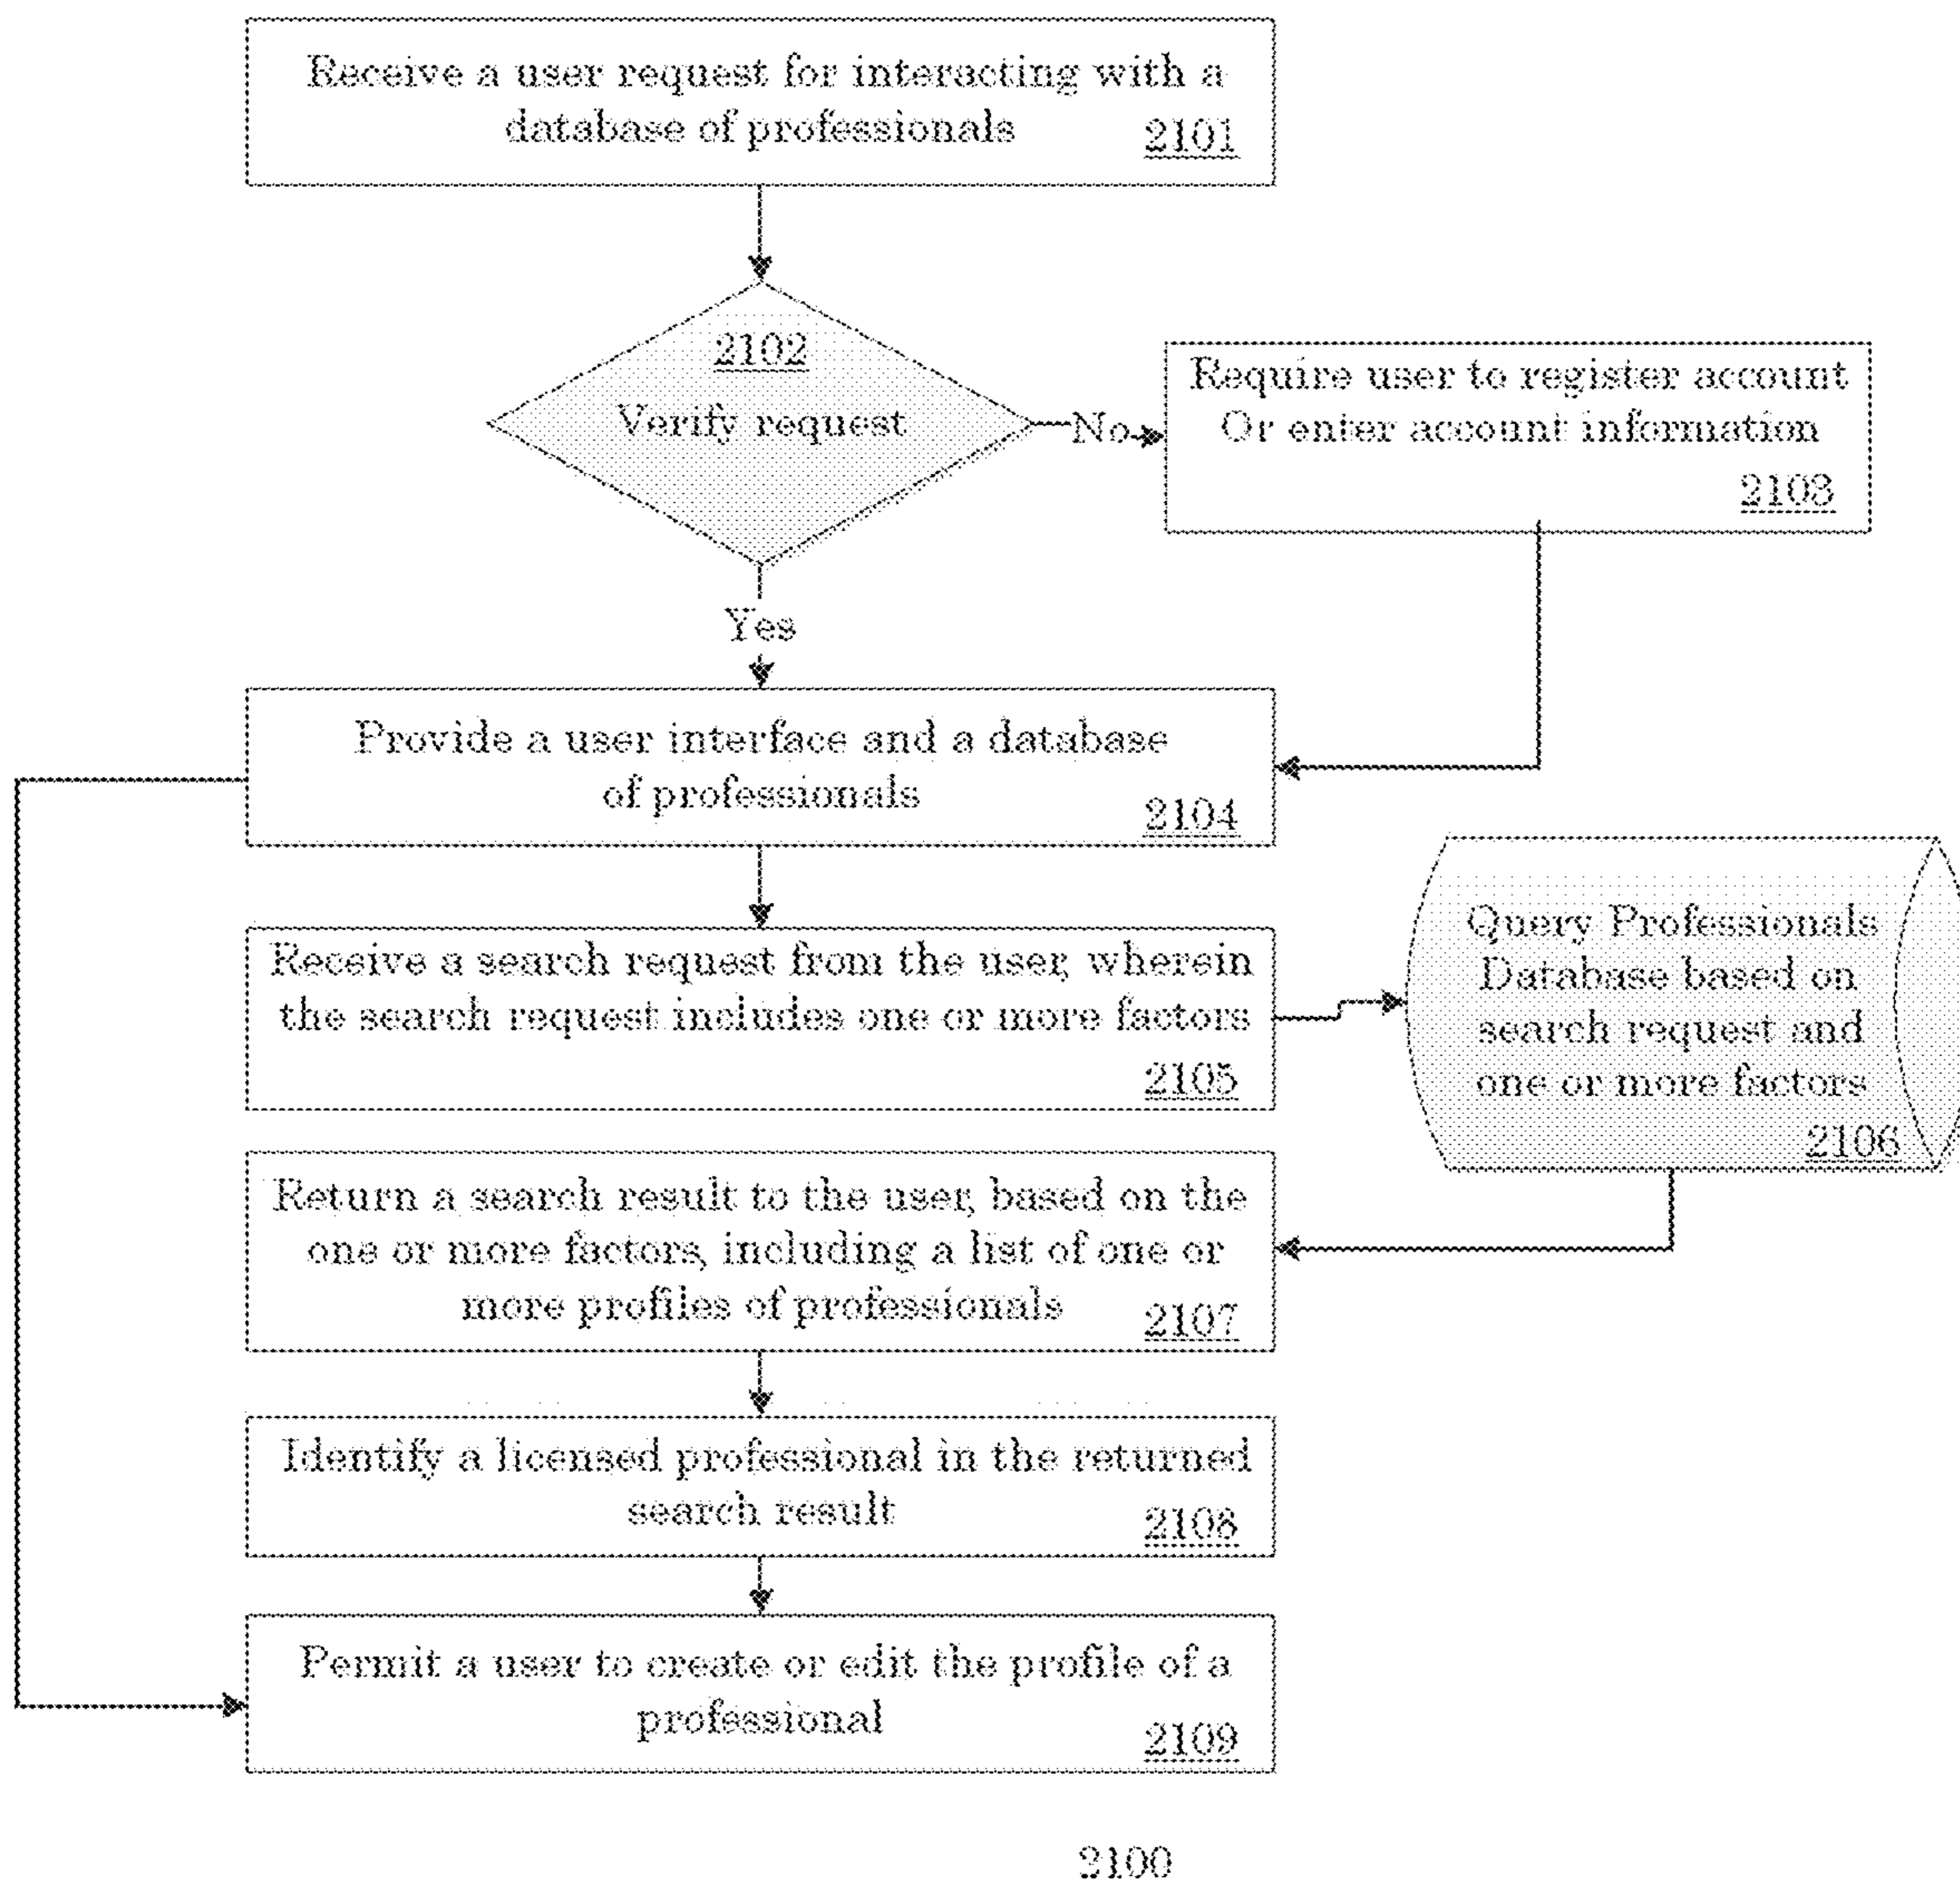 Receive a user request for interacting with a
database of professionals
2101
2102
Verify request
No
Require user to register account
Or enter account information
2103
Yes
Provide a user interface and a database
of professionals
2104
Receive a search request from the user, wherein
the search request includes one or more factors
2105
Query Professionals
Database based on
search request and
one or more factors
2106
Return a search result to the user, based on the
one or more factors, including a list of one or
more profiles of professionals
2107
Identify a licensed professional in the returned
search result
2108
Permit a user to create or edit the profile of a
professional
2109
2100